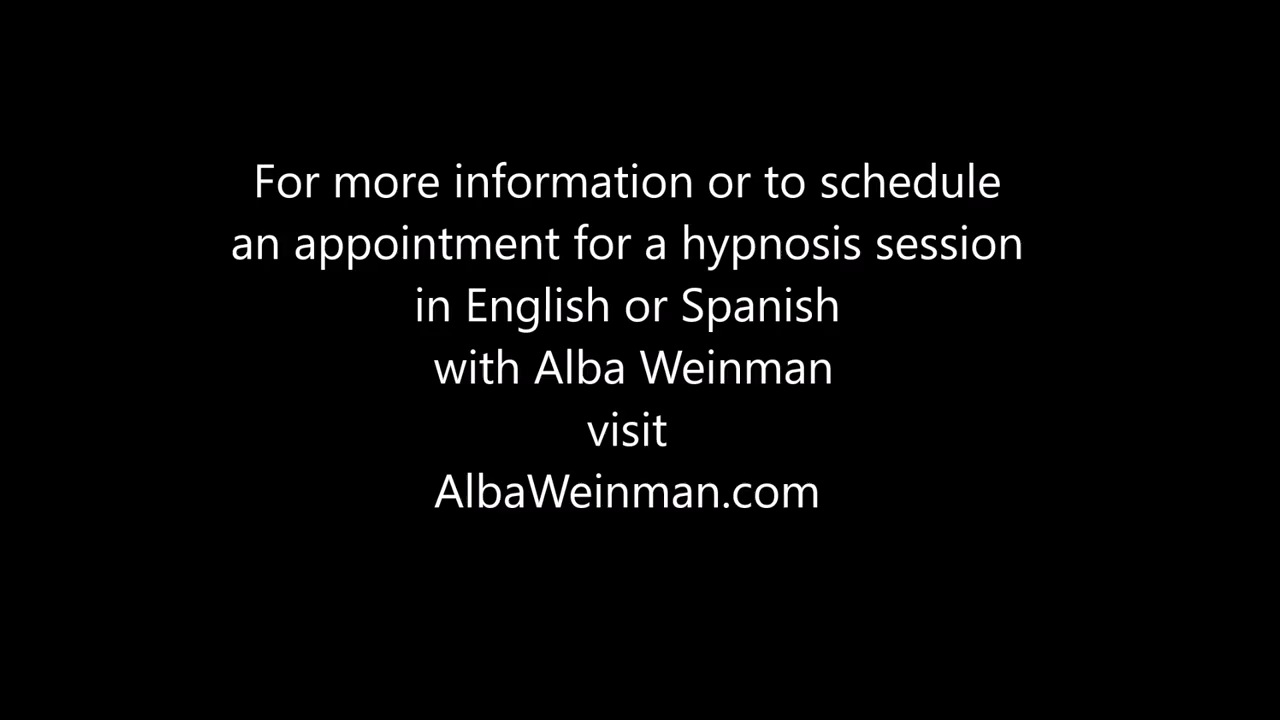 For more information or to schedule
an appointment for a hypnosis session
in English or Spanish
with Alba Weinman
visit
AlbaWeinman.com